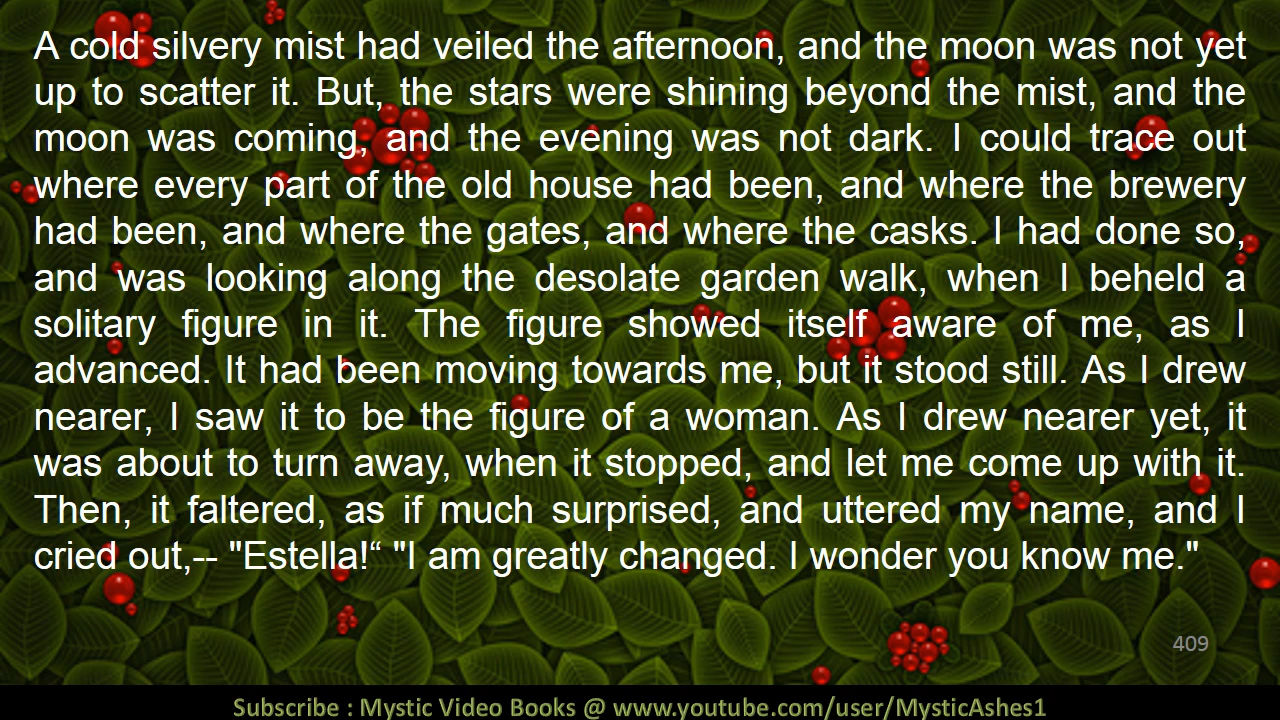 A cold silvery mist had veiled the afternoon, and the moon was not yet
up to scatter it. But, the stars were shining beyond the mist, and the
moon was coming, and the evening was not dark. I could trace out
where every part of the old house had been, and where the brewery
had been, and where the gates, and where the casks. I had done so,
and was looking along the desolate garden walk, when I beheld a
solitary figure in it. The figure showed itself aware of me, as I
advanced. It had been moving towards me, but it stood still. As I drew
nearer, I saw it to be the figure of a woman. As I drew nearer yet, it
was about to turn away, when it stopped, and let me come up with it.
Then, it faltered, as if much surprised, and uttered my name, and I
cried out,-- "Estella!“ "I am greatly changed. I wonder you know me."
409
Subscribe : Mystic Video Books @ www.youtube.com/user/MysticAshes1